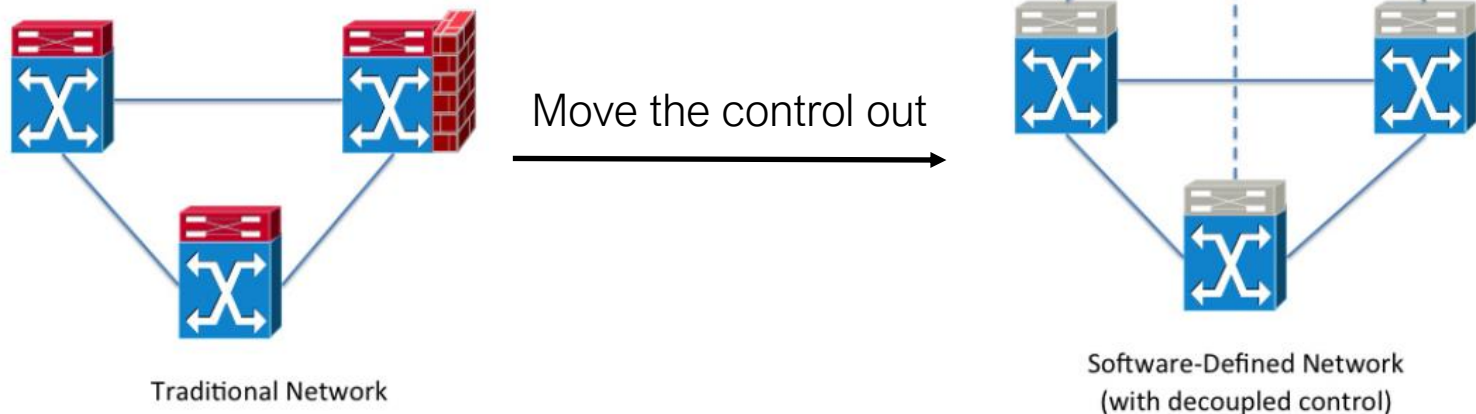 Move the control out
Traditional Network
Software-Defined Network
(with decoupled control)